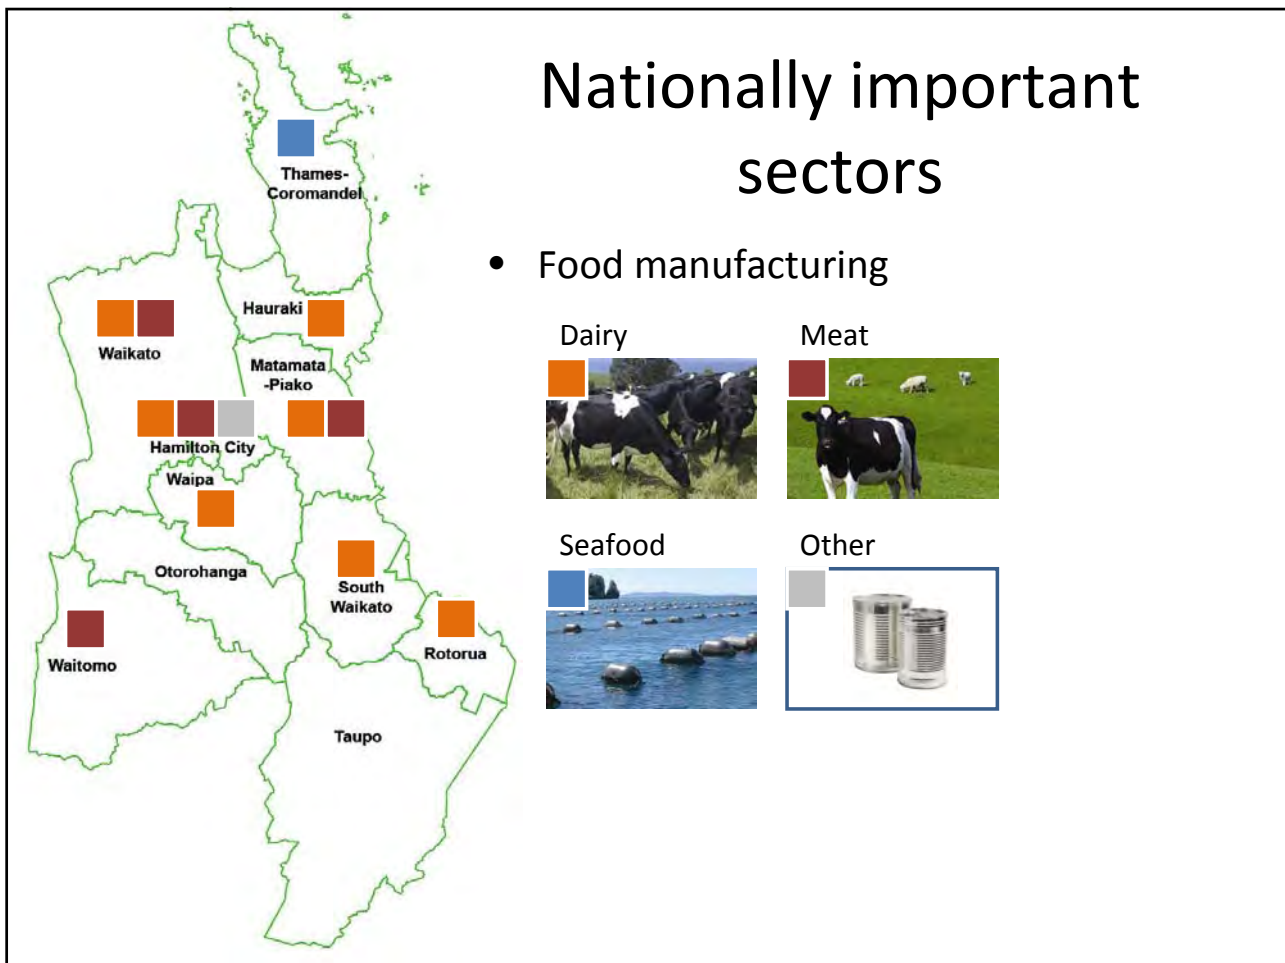 Nationally important
sectors
• Food manufacturing
Dairy
Meat
Seafood
Other
Thames-
Coromandel
Hauraki
Waikato
Matamata
-Piako
Hamilton City
Waipa
Otorohanga
South
Waikato
Waitomo
Rotorua
Taupo